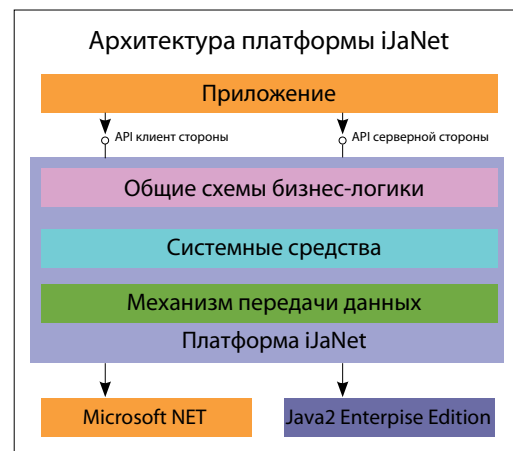 Архитектура платформы iJaNet
Приложение
API клиент стороны
API серверной стороны
Общие схемы бизнес-логики
Системные средства
Механизм передачи данных
Платформа iJaNet
Microsoft NET
Java2 Enterpise Edition